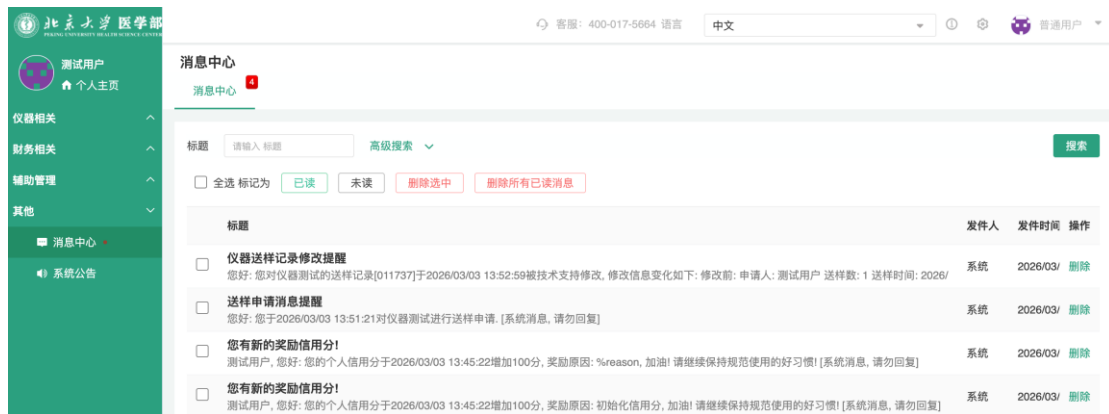 北京大学 医学部
PEKING UNIVERSITY HEALTH SCIENCE CENTER
客服: 400-017-5664 语言 中文 普通用户
测试用户
个人主页
仪器相关
财务相关
辅助管理
其他
消息中心
系统公告
消息中心
消息中心 4
标题 请输入 标题 高级搜索 搜索
全选 标记为 已读 未读 删除选中 删除所有已读消息
标题 发件人 发件时间 操作
仪器送样记录修改提醒
您好: 您对仪器测试的送样记录[011737]于2026/03/03 13:52:59被技术支持修改, 修改信息变化如下: 修改前: 申请人: 测试用户 送样数: 1 送样时间: 2026/
系统 2026/03/ 删除
送样申请消息提醒
您好: 您于2026/03/03 13:51:21对仪器测试进行送样申请. [系统消息, 请勿回复]
系统 2026/03/ 删除
您有新的奖励信用分!
测试用户, 您好: 您的个人信用分于2026/03/03 13:45:22增加100分, 奖励原因: %reason, 加油! 请继续保持规范使用的好习惯! [系统消息, 请勿回复]
系统 2026/03/ 删除
您有新的奖励信用分!
测试用户, 您好: 您的个人信用分于2026/03/03 13:45:22增加100分, 奖励原因: 初始化信用分, 加油! 请继续保持规范使用的好习惯! [系统消息, 请勿回复]
系统 2026/03/ 删除